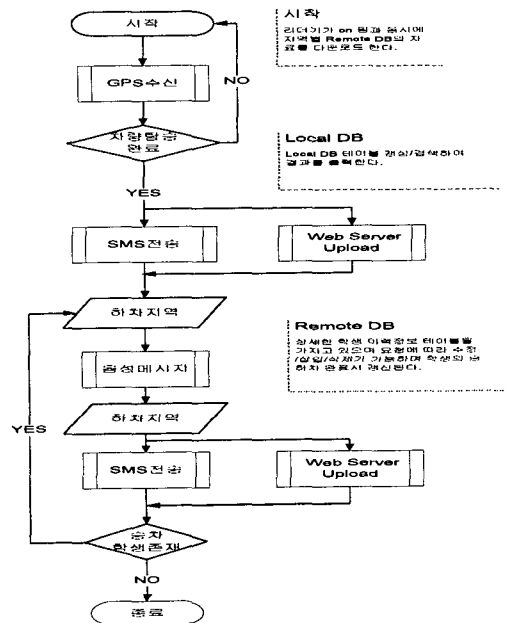 시작
GPS수신
NO
차량탑승
완료
YES
SMS전송
Web Server
Upload
하차지역
음성메시지
하차지역
YES
SMS전송
Web Server
Upload
승차
학생존재
NO
종료
시작
리더기가 on 됨과 동시에
지역별 Remote DB의 자
료를 다운로드 한다.
Local DB
Local DB 테이블 갱신/검색하여
결과를 출력한다.
Remote DB
상세한 학생 이력정보 테이블을
가지고 있으며 요청에 따라 수정
/삽입/삭제가 가능하며 학생의 승
하차 완료시 갱신된다.